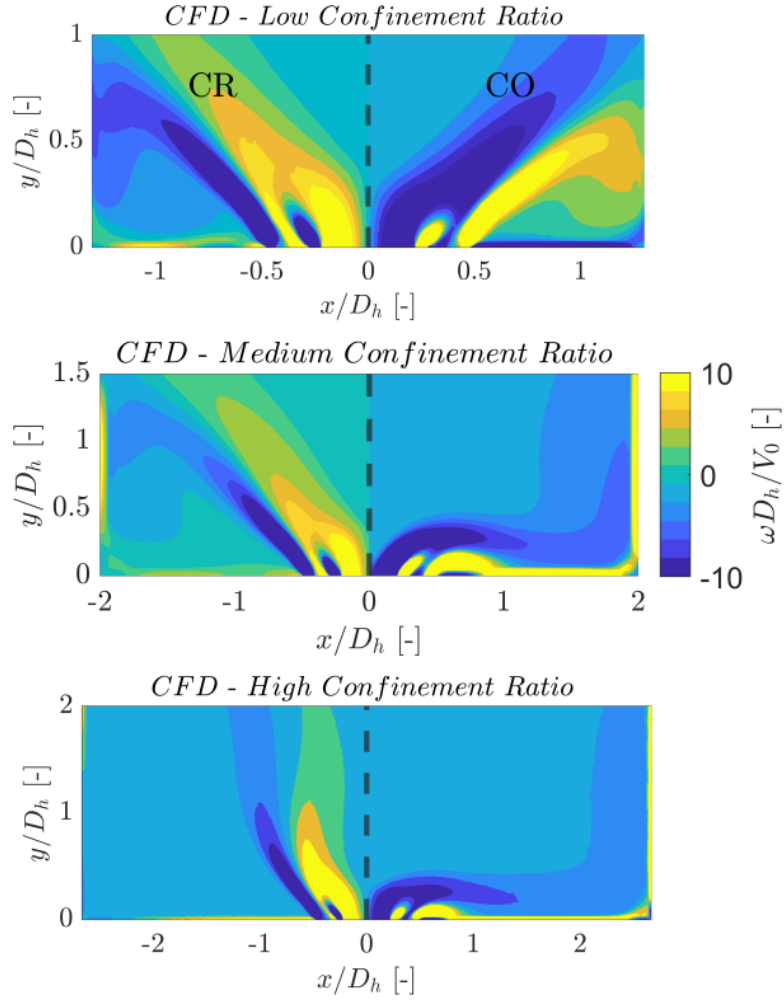 CFD - Low Confinement Ratio
1
CR
CO
y/D_h [-]
0.5
0
-1
-0.5
0
0.5
1
x/D_h [-]
CFD - Medium Confinement Ratio
1.5
10
y/D_h [-]
1
0.5
0
ωD_h/V_0 [-]
0
-10
-2
-1
0
1
2
x/D_h [-]
CFD - High Confinement Ratio
2
y/D_h [-]
1
0
-2
-1
0
1
2
x/D_h [-]